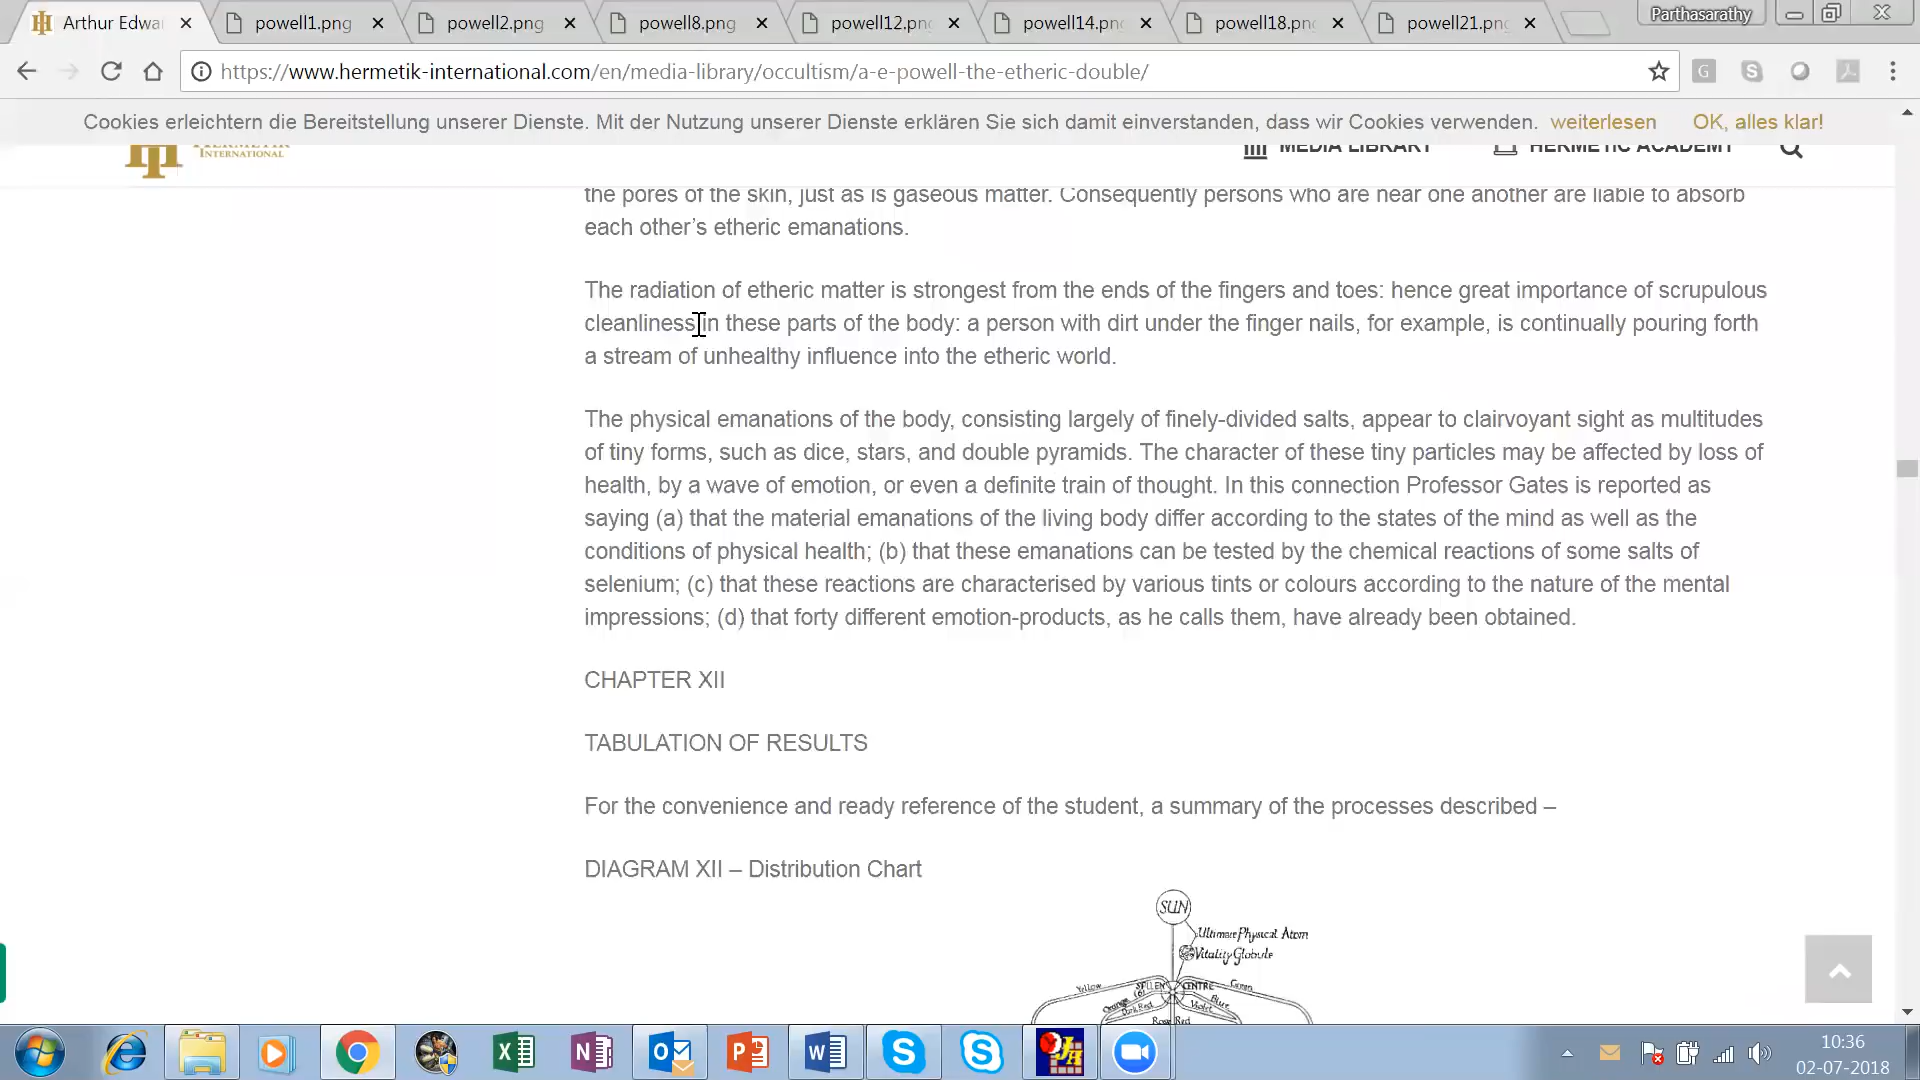 Arthur Edwa
powell1.png
powell2.png
powell8.png
powell12.pn
powell14.pn
powell18.pn
powell21.pn
Parthasarathy
https://www.hermetik-international.com/en/media-library/occultism/a-e-powell-the-etheric-double/
Cookies erleichtern die Bereitstellung unserer Dienste. Mit der Nutzung unserer Dienste erklären Sie sich damit einverstanden, dass wir Cookies verwenden. weiterlesen OK, alles klar!
INTERNATIONAL
MEDIA LIBRARY
HERMETIC ACADEMY
the pores of the skin, just as is gaseous matter. Consequently persons who are near one another are liable to absorb
each other’s etheric emanations.
The radiation of etheric matter is strongest from the ends of the fingers and toes: hence great importance of scrupulous
cleanliness in these parts of the body: a person with dirt under the finger nails, for example, is continually pouring forth
a stream of unhealthy influence into the etheric world.
The physical emanations of the body, consisting largely of finely-divided salts, appear to clairvoyant sight as multitudes
of tiny forms, such as dice, stars, and double pyramids. The character of these tiny particles may be affected by loss of
health, by a wave of emotion, or even a definite train of thought. In this connection Professor Gates is reported as
saying (a) that the material emanations of the living body differ according to the states of the mind as well as the
conditions of physical health; (b) that these emanations can be tested by the chemical reactions of some salts of
selenium; (c) that these reactions are characterised by various tints or colours according to the nature of the mental
impressions; (d) that forty different emotion-products, as he calls them, have already been obtained.
CHAPTER XII
TABULATION OF RESULTS
For the convenience and ready reference of the student, a summary of the processes described –
DIAGRAM XII – Distribution Chart
SUN
Ultimate Physical Atom
Vitality Globule
Yellow
SPLEEN CENTRE
Green
Orange
Dark Red
Violet
Blue
Rose Red
10:36
02-07-2018